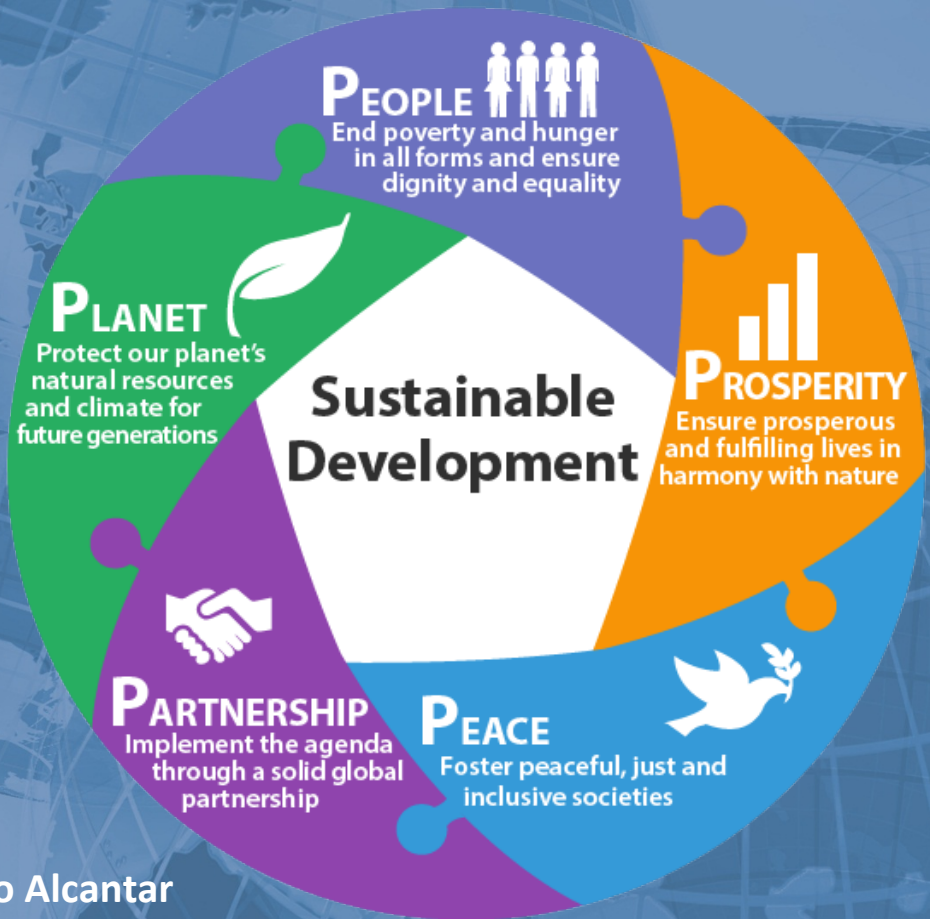 PEOPLE
End poverty and hunger
in all forms and ensure
dignity and equality
PLANET
Protect our planet's
natural resources
and climate for
future generations
Sustainable
Development
PROSPERITY
Ensure prosperous
and fulfilling lives in
harmony with nature
PARTNERSHIP
Implement the agenda
through a solid global
partnership
PEACE
Foster peaceful, just and
inclusive societies
o Alcantar